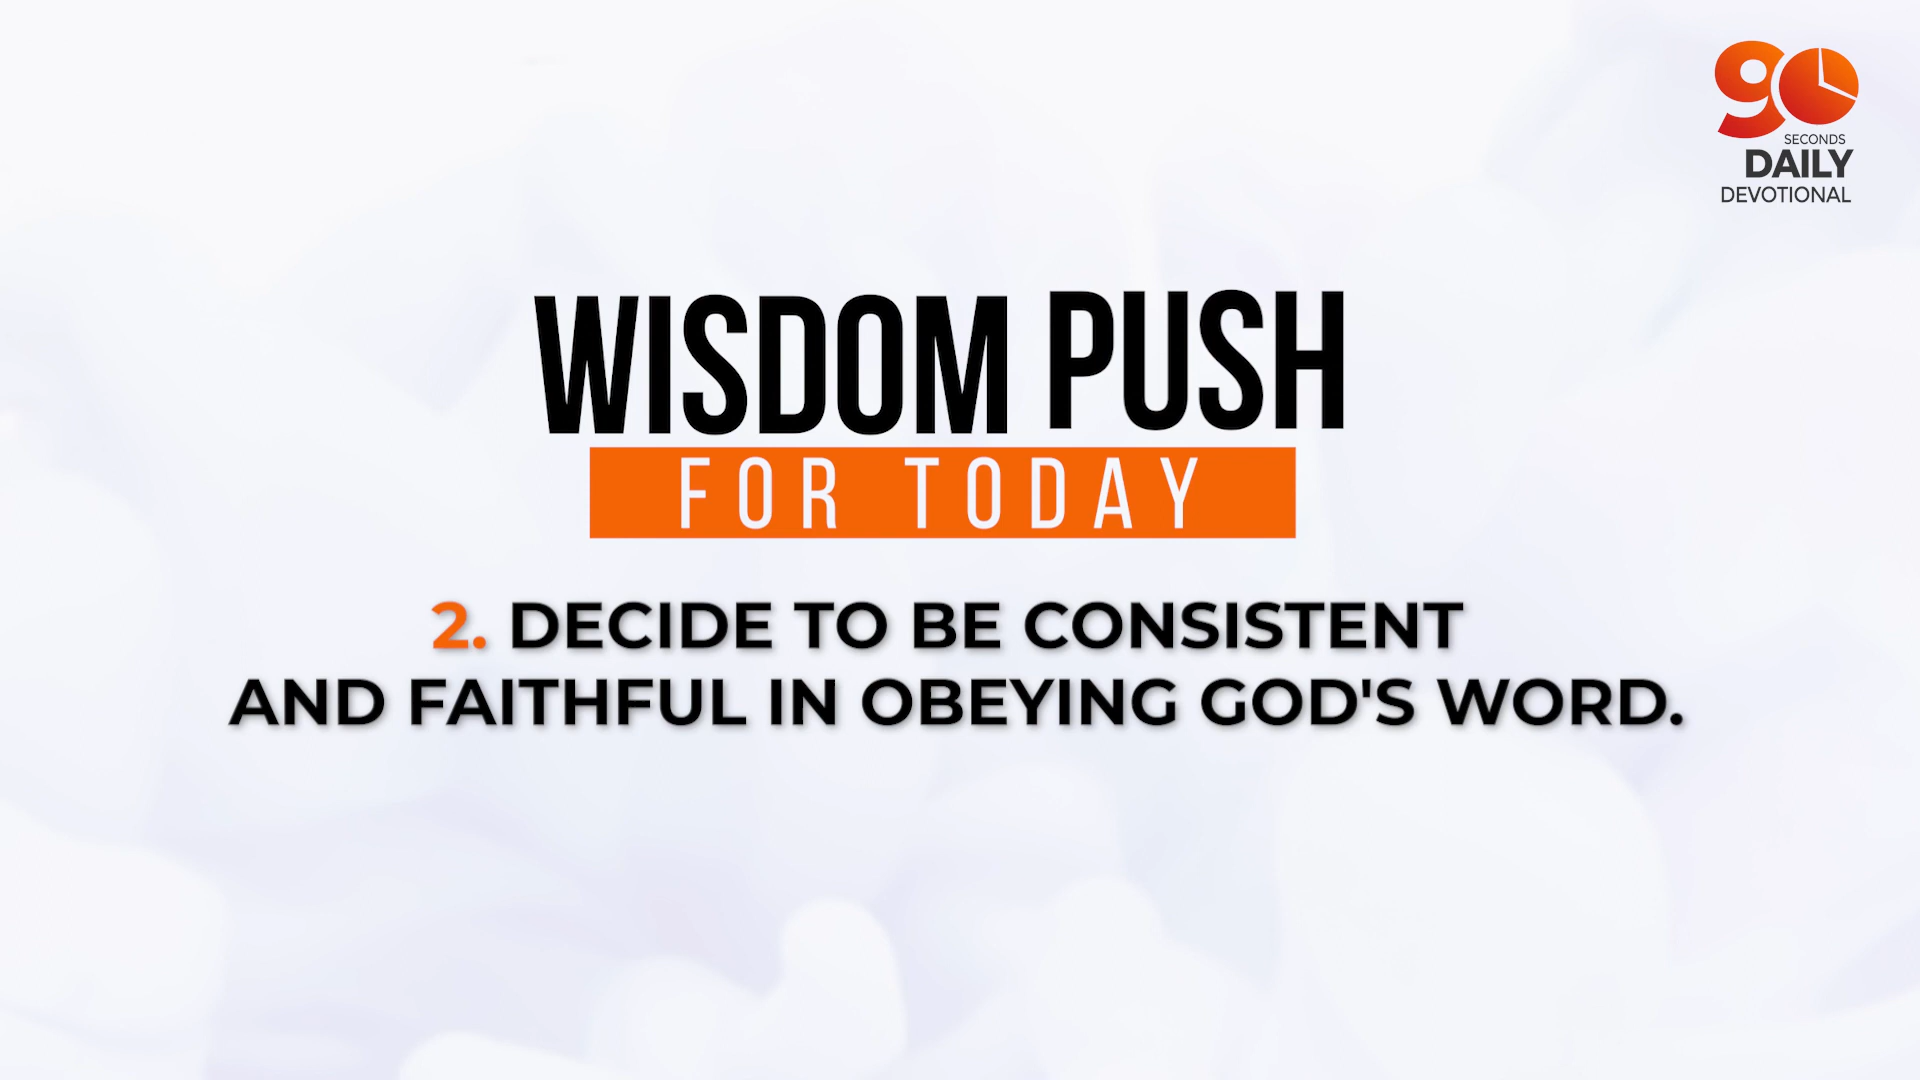 90
SECONDS
DAILY
DEVOTIONAL
WISDOM PUSH
FOR TODAY
2. DECIDE TO BE CONSISTENT
AND FAITHFUL IN OBEYING GOD'S WORD.